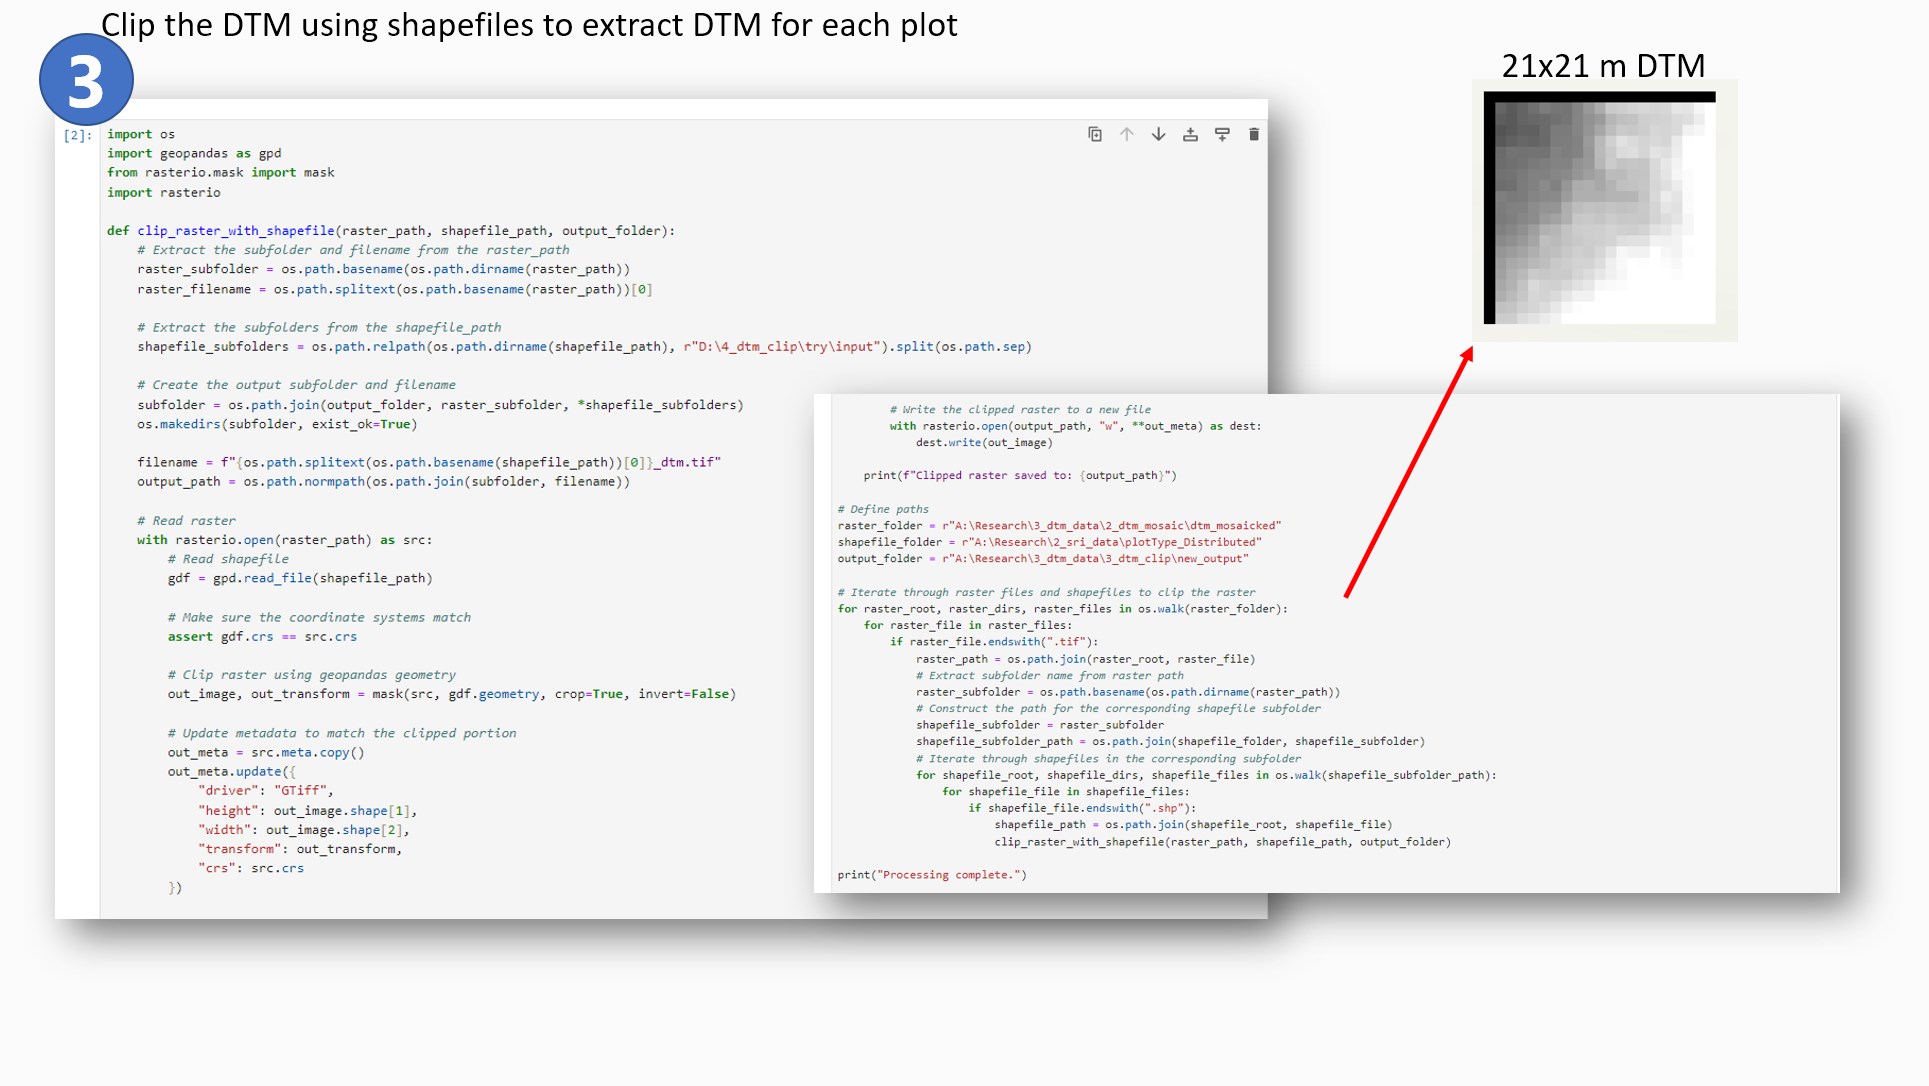 Clip the DTM using shapefiles to extract DTM for each plot
3
21x21 m DTM
[2]:
import os
import geopandas as gpd
from rasterio.mask import mask
import rasterio
def clip_raster_with_shapefile(raster_path, shapefile_path, output_folder):
# Extract the subfolder and filename from the raster_path
raster_subfolder = os.path.basename(os.path.dirname(raster_path))
raster_filename = os.path.splitext(os.path.basename(raster_path))[0]
# Extract the subfolders from the shapefile_path
shapefile_subfolders = os.path.relpath(os.path.dirname(shapefile_path), r"D:\4_dtm_clip\try\input").split(os.path.sep)
# Create the output subfolder and filename
subfolder = os.path.join(output_folder, raster_subfolder, *shapefile_subfolders)
os.makedirs(subfolder, exist_ok=True)
filename = f"{os.path.splitext(os.path.basename(shapefile_path))[0]}_dtm.tif"
output_path = os.path.normpath(os.path.join(subfolder, filename))
# Read raster
with rasterio.open(raster_path) as src:
# Read shapefile
gdf = gpd.read_file(shapefile_path)
# Make sure the coordinate systems match
assert gdf.crs == src.crs
# Clip raster using geopandas geometry
out_image, out_transform = mask(src, gdf.geometry, crop=True, invert=False)
# Update metadata to match the clipped portion
out_meta = src.meta.copy()
out_meta.update({
"driver": "GTiff",
"height": out_image.shape[1],
"width": out_image.shape[2],
"transform": out_transform,
"crs": src.crs
})
# Write the clipped raster to a new file
with rasterio.open(output_path, "w", **out_meta) as dest:
dest.write(out_image)
print(f"Clipped raster saved to: {output_path}")
# Define paths
raster_folder = r"A:\Research\3_dtm_data\2_dtm_mosaic\dtm_mosaicked"
shapefile_folder = r"A:\Research\2_sri_data\plotType_Distributed"
output_folder = r"A:\Research\3_dtm_data\3_dtm_clip\new_output"
# Iterate through raster files and shapefiles to clip the raster
for raster_root, raster_dirs, raster_files in os.walk(raster_folder):
for raster_file in raster_files:
if raster_file.endswith(".tif"):
raster_path = os.path.join(raster_root, raster_file)
# Extract subfolder name from raster path
raster_subfolder = os.path.basename(os.path.dirname(raster_path))
# Construct the path for the corresponding shapefile subfolder
shapefile_subfolder = raster_subfolder
shapefile_subfolder_path = os.path.join(shapefile_folder, shapefile_subfolder)
# Iterate through shapefiles in the corresponding subfolder
for shapefile_root, shapefile_dirs, shapefile_files in os.walk(shapefile_subfolder_path):
for shapefile_file in shapefile_files:
if shapefile_file.endswith(".shp"):
shapefile_path = os.path.join(shapefile_root, shapefile_file)
clip_raster_with_shapefile(raster_path, shapefile_path, output_folder)
print("Processing complete.")